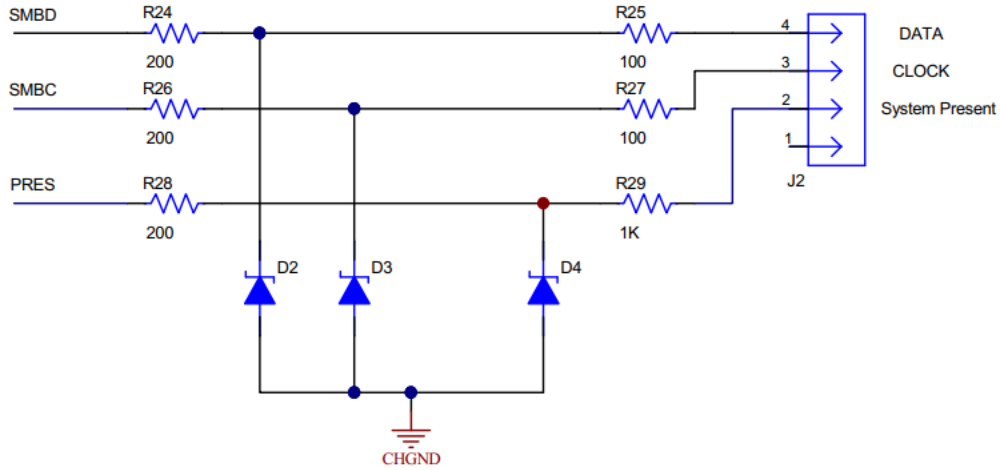 SMBD
R24
200
R25
100
4
DATA
SMBC
R26
200
R27
100
3
CLOCK
2
System Present
1
J2
PRES
R28
200
R29
1K
D2
D3
D4
CHGND